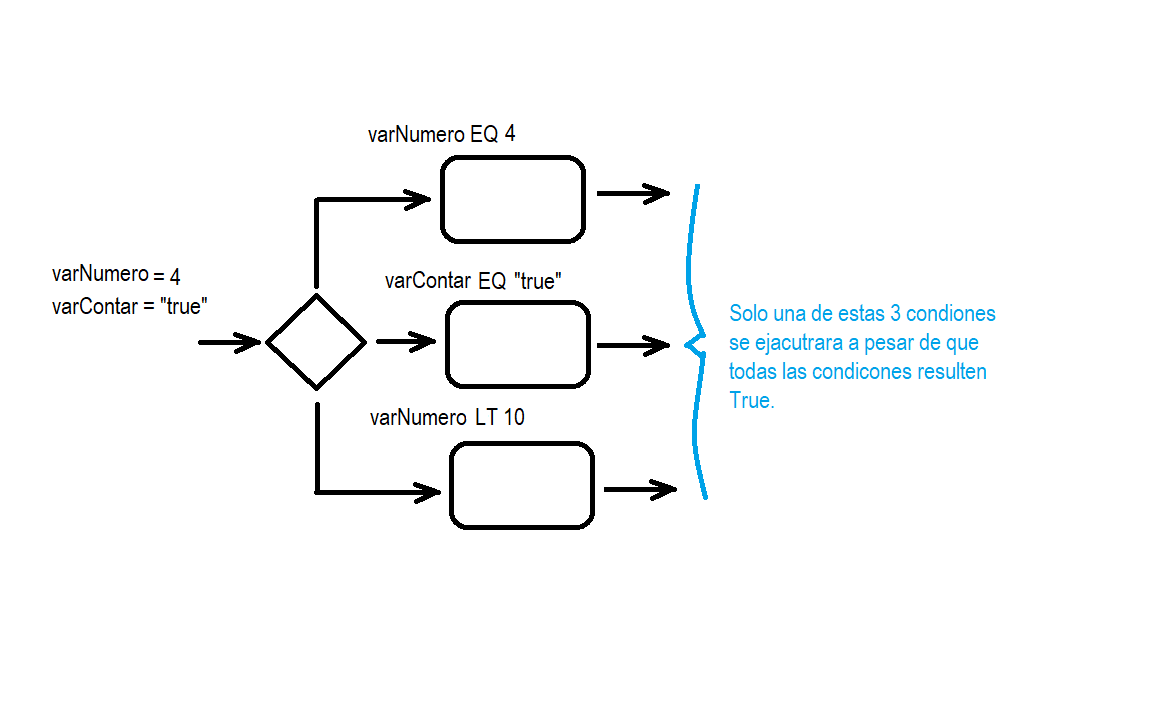 varNumero EQ 4
varNumero = 4
varContar = "true"
varContar EQ "true"
varNumero LT 10
Solo una de estas 3 condiones
se ejacutrara a pesar de que
todas las condicones resulten
True.